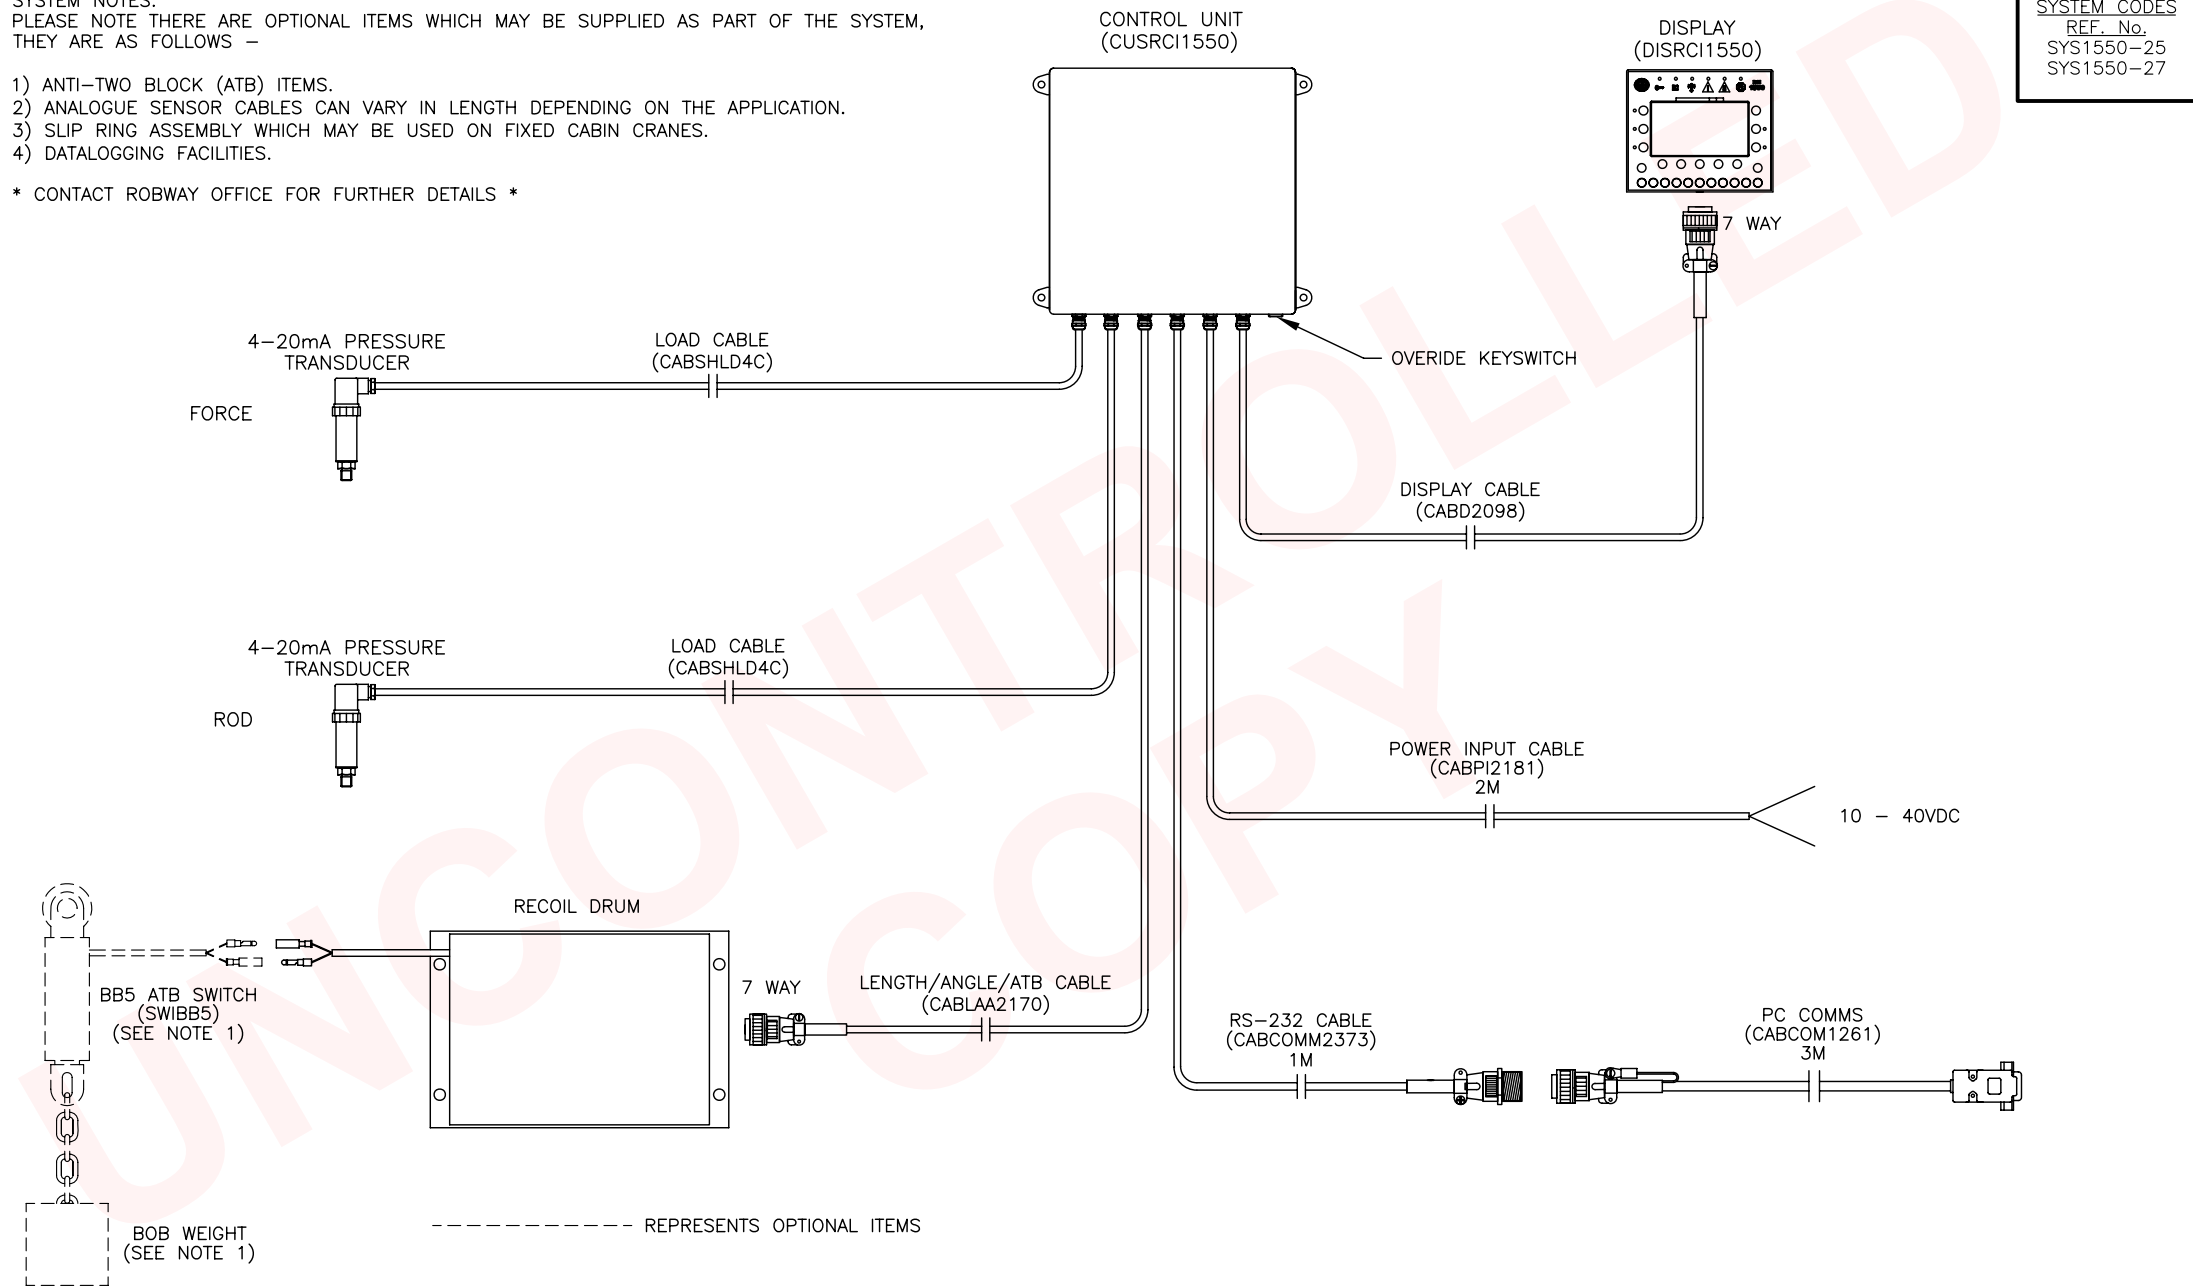 SYSTEM NOTES:
PLEASE NOTE THERE ARE OPTIONAL ITEMS WHICH MAY BE SUPPLIED AS PART OF THE SYSTEM,
THEY ARE AS FOLLOWS –
1) ANTI–TWO BLOCK (ATB) ITEMS.
2) ANALOGUE SENSOR CABLES CAN VARY IN LENGTH DEPENDING ON THE APPLICATION.
3) SLIP RING ASSEMBLY WHICH MAY BE USED ON FIXED CABIN CRANES.
4) DATALOGGING FACILITIES.
* CONTACT ROBWAY OFFICE FOR FURTHER DETAILS *
CONTROL UNIT
(CUSRCI1550)
DISPLAY
(DISRCI1550)
SYSTEM CODES
REF. No.
SYS1550–25
SYS1550–27
7 WAY
OVERIDE KEYSWITCH
4–20mA PRESSURE
TRANSDUCER
FORCE
LOAD CABLE
(CABSHLD4C)
DISPLAY CABLE
(CABD2098)
4–20mA PRESSURE
TRANSDUCER
ROD
LOAD CABLE
(CABSHLD4C)
POWER INPUT CABLE
(CABPI2181)
2M
10 – 40VDC
RECOIL DRUM
BB5 ATB SWITCH
(SWIBB5)
(SEE NOTE 1)
7 WAY
LENGTH/ANGLE/ATB CABLE
(CABLAA2170)
RS–232 CABLE
(CABCOMM2373)
1M
PC COMMS
(CABCOM1261)
3M
BOB WEIGHT
(SEE NOTE 1)
REPRESENTS OPTIONAL ITEMS
UNCONTROLLED
COPY